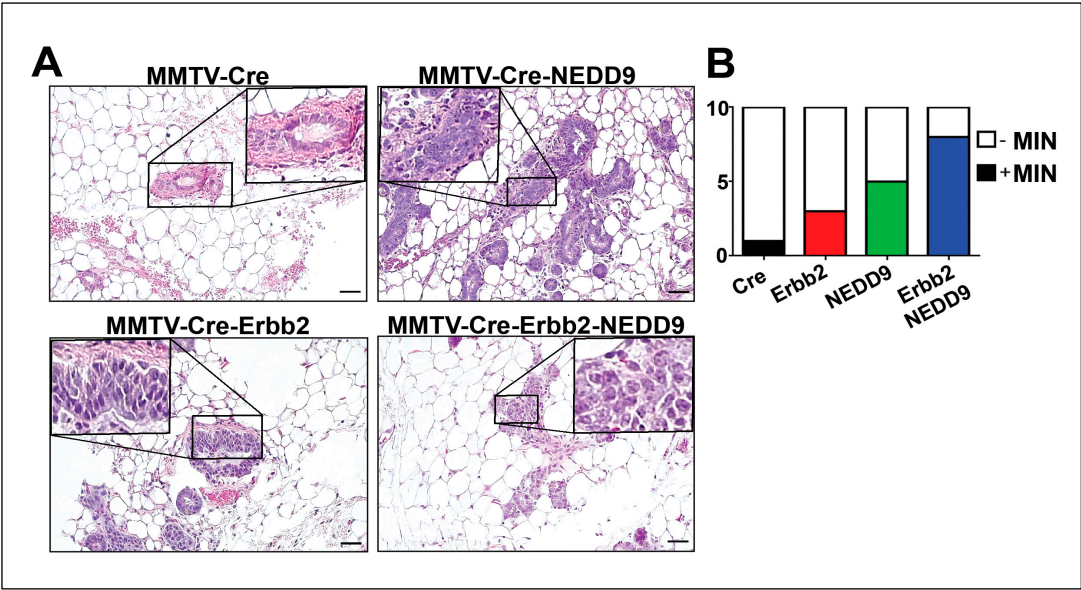 A
MMTV-Cre
MMTV-Cre-NEDD9
MMTV-Cre-Erbb2
MMTV-Cre-Erbb2-NEDD9
B
10
5
0
Cre
Erbb2
NEDD9
Erbb2
NEDD9
- MIN
+ MIN